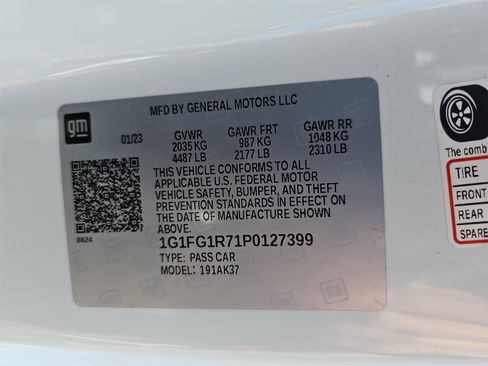 MFD BY GENERAL MOTORS LLC
gm
01/23 GVWR GAWR FRT GAWR RR
2035 KG 987 KG 1048 KG
4487 LB 2177 LB 2310 LB
THIS VEHICLE CONFORMS TO ALL
APPLICABLE U.S. FEDERAL MOTOR
VEHICLE SAFETY, BUMPER, AND THEFT
PREVENTION STANDARDS IN EFFECT ON
THE DATE OF MANUFACTURE SHOWN
ABOVE.
8624
1G1FG1R71P0127399
TYPE: PASS CAR
MODEL: 191AK37
The comb
TIRE
FRONT
REAR
SPARE